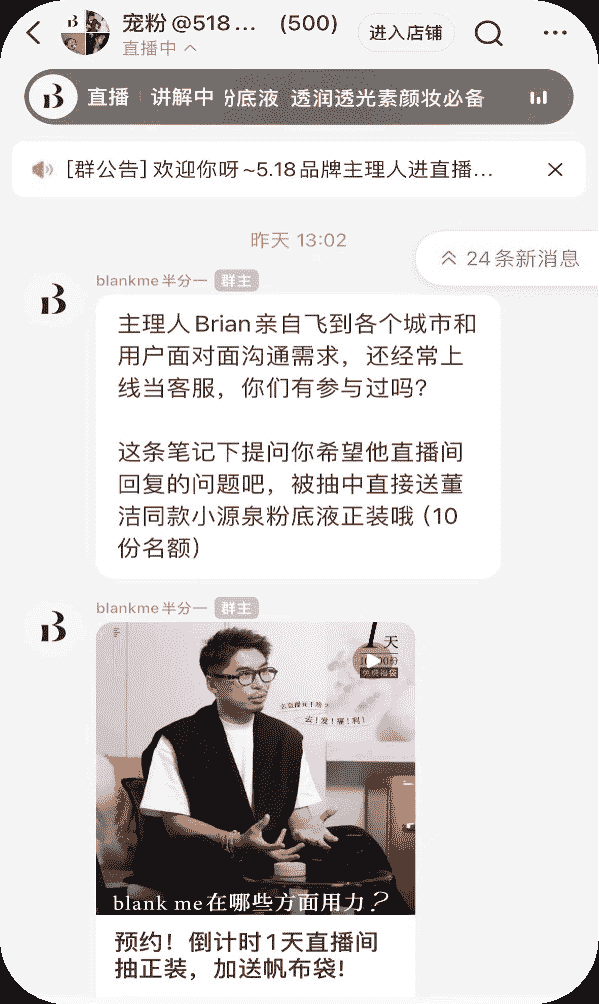 宠粉 @518... (500)
直播中
进入店铺
直播 讲解中 粉底液 透润透光素颜妆必备
[群公告] 欢迎你呀~5.18品牌主理人进直播...
昨天 13:02
24条新消息
blankme半分一 群主
主理人Brian亲自飞到各个城市和
用户面对面沟通需求，还经常上
线当客服，你们有参与过吗？
这条笔记下提问你希望他直播间
回复的问题吧，被抽中直接送董
洁同款小源泉粉底液正装哦（10
份名额）
blankme半分一 群主
1天
去！发！福！利！
blank me在哪些方面用力？
预约！倒计时1天直播间
抽正装，加送帆布袋！